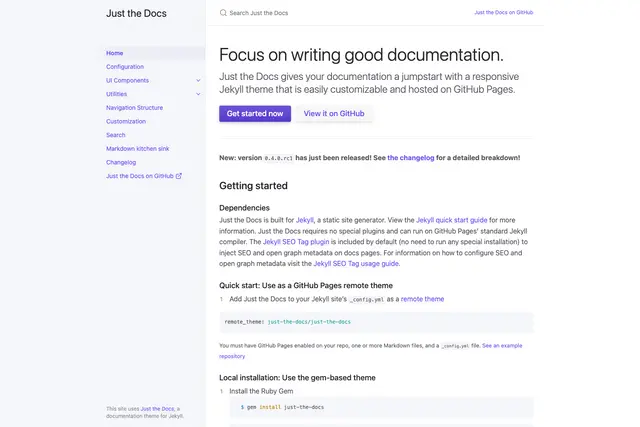 Just the Docs
Search Just the Docs
Just the Docs on GitHub
Home
Configuration
UI Components
Utilities
Navigation Structure
Customization
Search
Markdown kitchen sink
Changelog
Just the Docs on GitHub
This site uses Just the Docs, a
documentation theme for Jekyll.
Focus on writing good documentation.
Just the Docs gives your documentation a jumpstart with a responsive
Jekyll theme that is easily customizable and hosted on GitHub Pages.
Get started now
View it on GitHub
New: version 0.4.0.rc1 has just been released! See the changelog for a detailed breakdown!
Getting started
Dependencies
Just the Docs is built for Jekyll, a static site generator. View the Jekyll quick start guide for more
information. Just the Docs requires no special plugins and can run on GitHub Pages' standard Jekyll
compiler. The Jekyll SEO Tag plugin is included by default (no need to run any special installation) to
inject SEO and open graph metadata on docs pages. For information on how to configure SEO and
open graph metadata visit the Jekyll SEO Tag usage guide.
Quick start: Use as a GitHub Pages remote theme
1 Add Just the Docs to your Jekyll site's _config.yml as a remote theme
remote_theme: just-the-docs/just-the-docs
You must have GitHub Pages enabled on your repo, one or more Markdown files, and a _config.yml file. See an example
repository
Local installation: Use the gem-based theme
1 Install the Ruby Gem
$ gem install just-the-docs